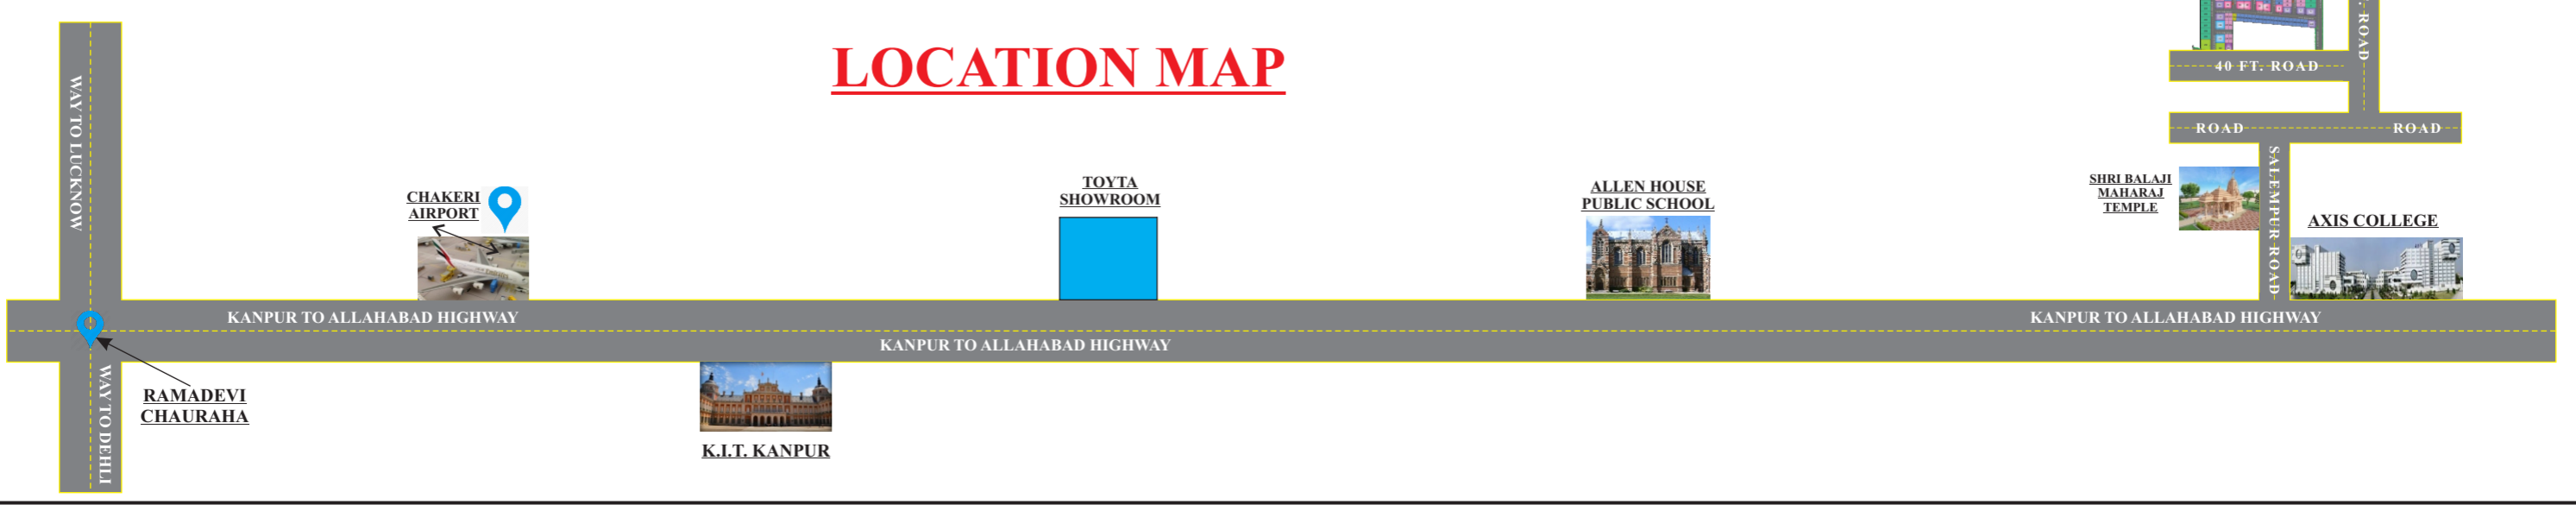 LOCATION MAP
WAY TO LUCKNOW
. ROAD
40 FT. ROAD
ROAD
ROAD
SALEMPUR ROAD
CHAKERI
AIRPORT
TOYTA
SHOWROOM
ALLEN HOUSE
PUBLIC SCHOOL
SHRI BALAJI
MAHARAJ
TEMPLE
AXIS COLLEGE
KANPUR TO ALLAHABAD HIGHWAY
KANPUR TO ALLAHABAD HIGHWAY
KANPUR TO ALLAHABAD HIGHWAY
WAY TO DEHLI
RAMADEVI
CHAURAHA
K.I.T. KANPUR